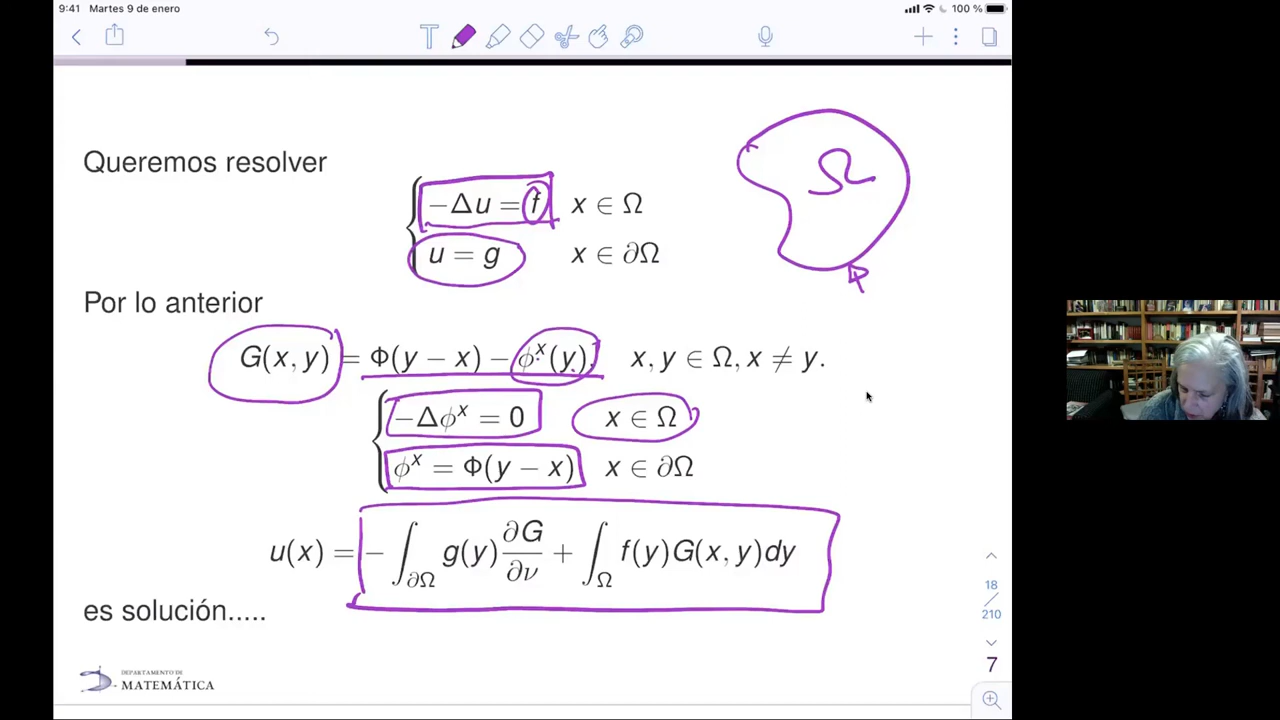 9:41 Martes 9 de enero 100 %
Queremos resolver
−Δu = f x ∈ Ω
u = g x ∈ ∂Ω
Ω
Por lo anterior
G(x, y) = Φ(y − x) − ϕˣ(y), x, y ∈ Ω, x ≠ y.
−Δϕˣ = 0 x ∈ Ω
ϕˣ = Φ(y − x) x ∈ ∂Ω
u(x) = − ∫_∂Ω g(y) ∂G/∂ν + ∫_Ω f(y)G(x, y)dy
es solución.....
18
210
7
DEPARTAMENTO DE
MATEMÁTICA